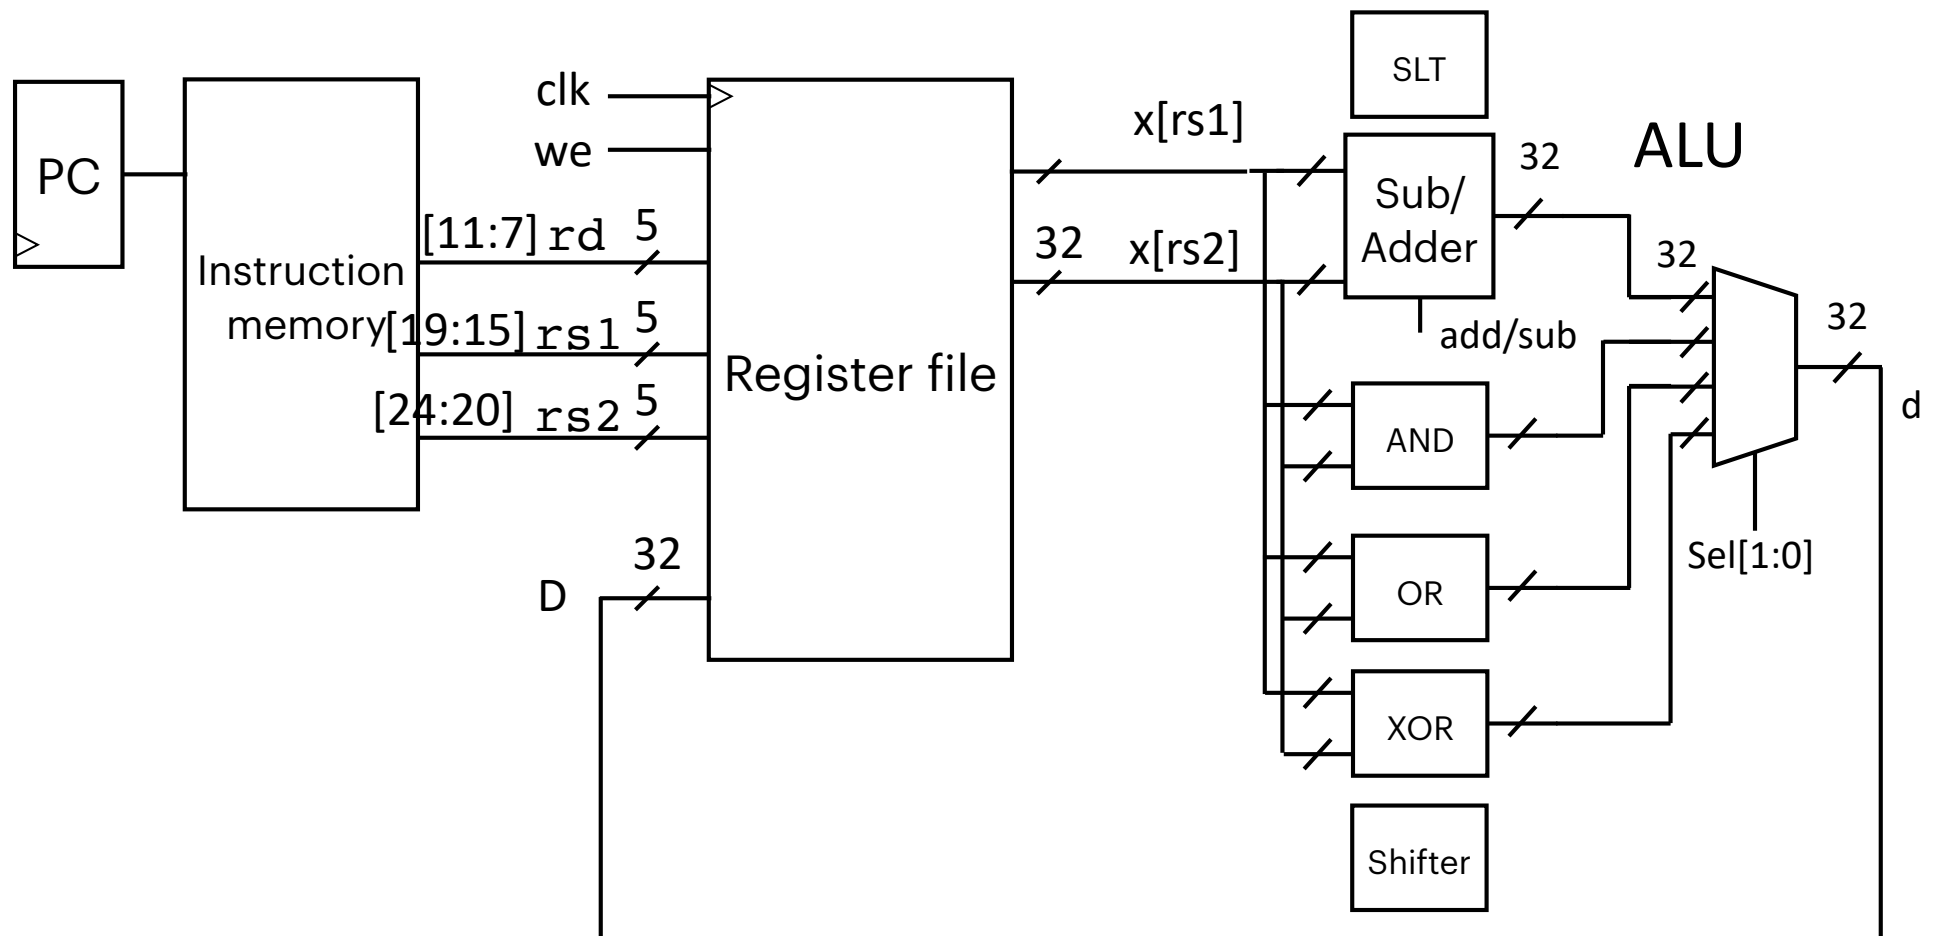 PC
Instruction
memory
clk
we
[11:7] rd 5
[19:15] rs1 5
[24:20] rs2 5
32
D
Register file
x[rs1]
32 x[rs2]
SLT
Sub/
Adder
add/sub
AND
OR
XOR
Shifter
32
ALU
32
32
d
Sel[1:0]